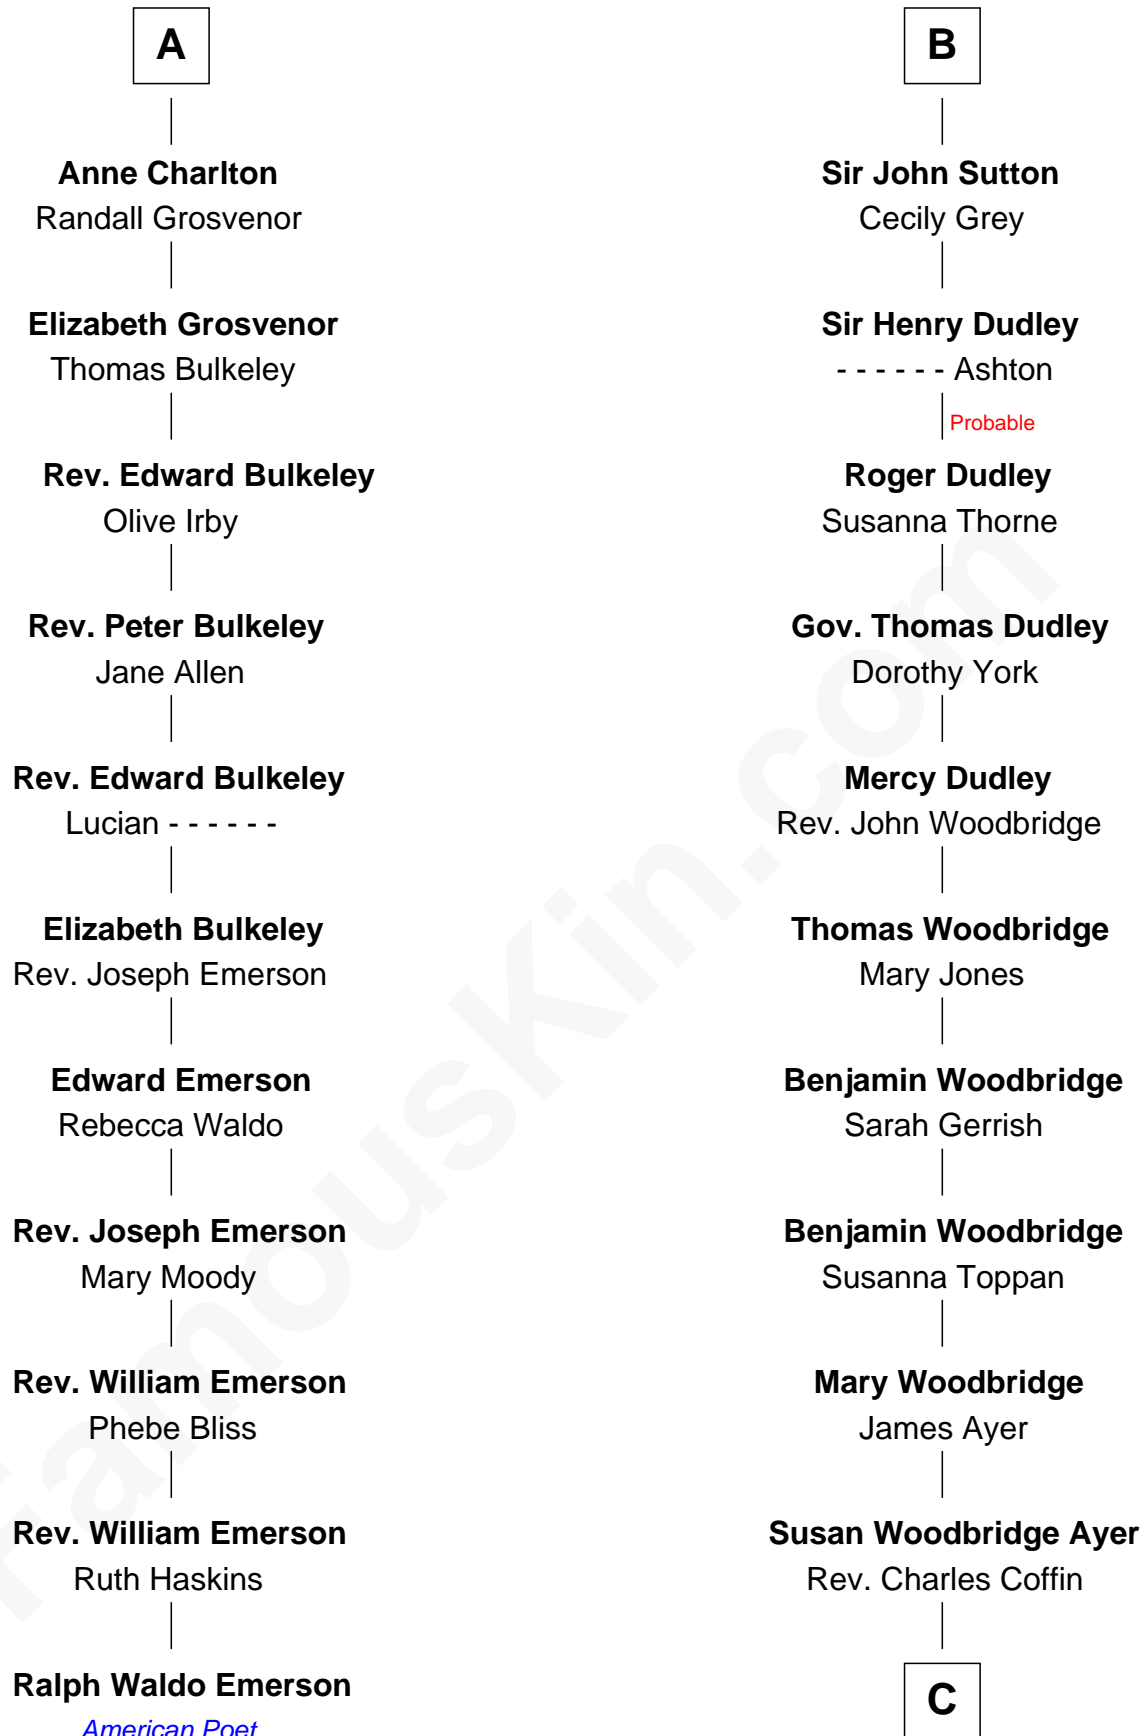 A
Anne Charlton
Randall Grosvenor
Elizabeth Grosvenor
Thomas Bulkeley
Rev. Edward Bulkeley
Olive Irby
Rev. Peter Bulkeley
Jane Allen
Rev. Edward Bulkeley
Lucian - - - - - -
Elizabeth Bulkeley
Rev. Joseph Emerson
Edward Emerson
Rebecca Waldo
Rev. Joseph Emerson
Mary Moody
Rev. William Emerson
Phebe Bliss
Rev. William Emerson
Ruth Haskins
Ralph Waldo Emerson
American Poet
B
Sir John Sutton
Cecily Grey
Sir Henry Dudley
- - - - - - Ashton
Probable
Roger Dudley
Susanna Thorne
Gov. Thomas Dudley
Dorothy York
Mercy Dudley
Rev. John Woodbridge
Thomas Woodbridge
Mary Jones
Benjamin Woodbridge
Sarah Gerrish
Benjamin Woodbridge
Susanna Toppan
Mary Woodbridge
James Ayer
Susan Woodbridge Ayer
Rev. Charles Coffin
C
FamousKin.com